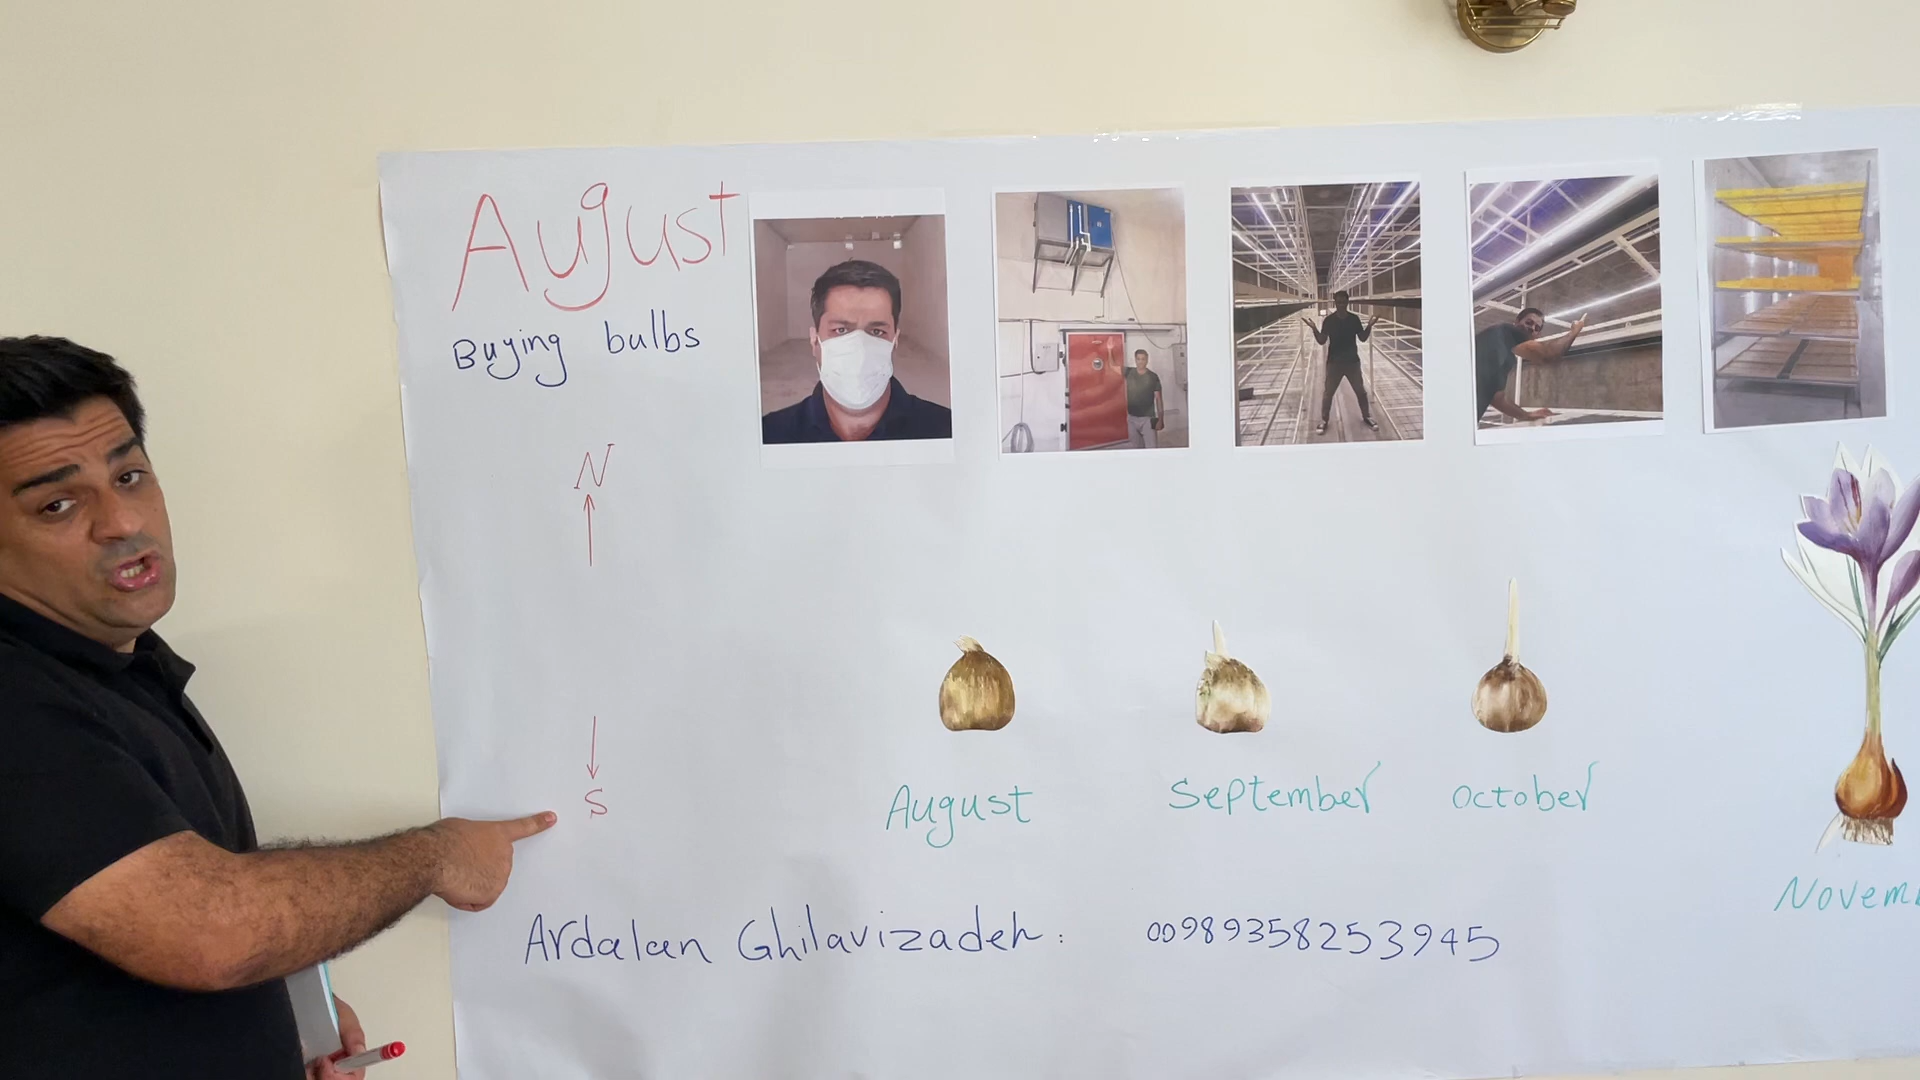 August
Buying bulbs
N
S
August September October
Novem
Ardalan Ghilavizadeh: 00989358253945